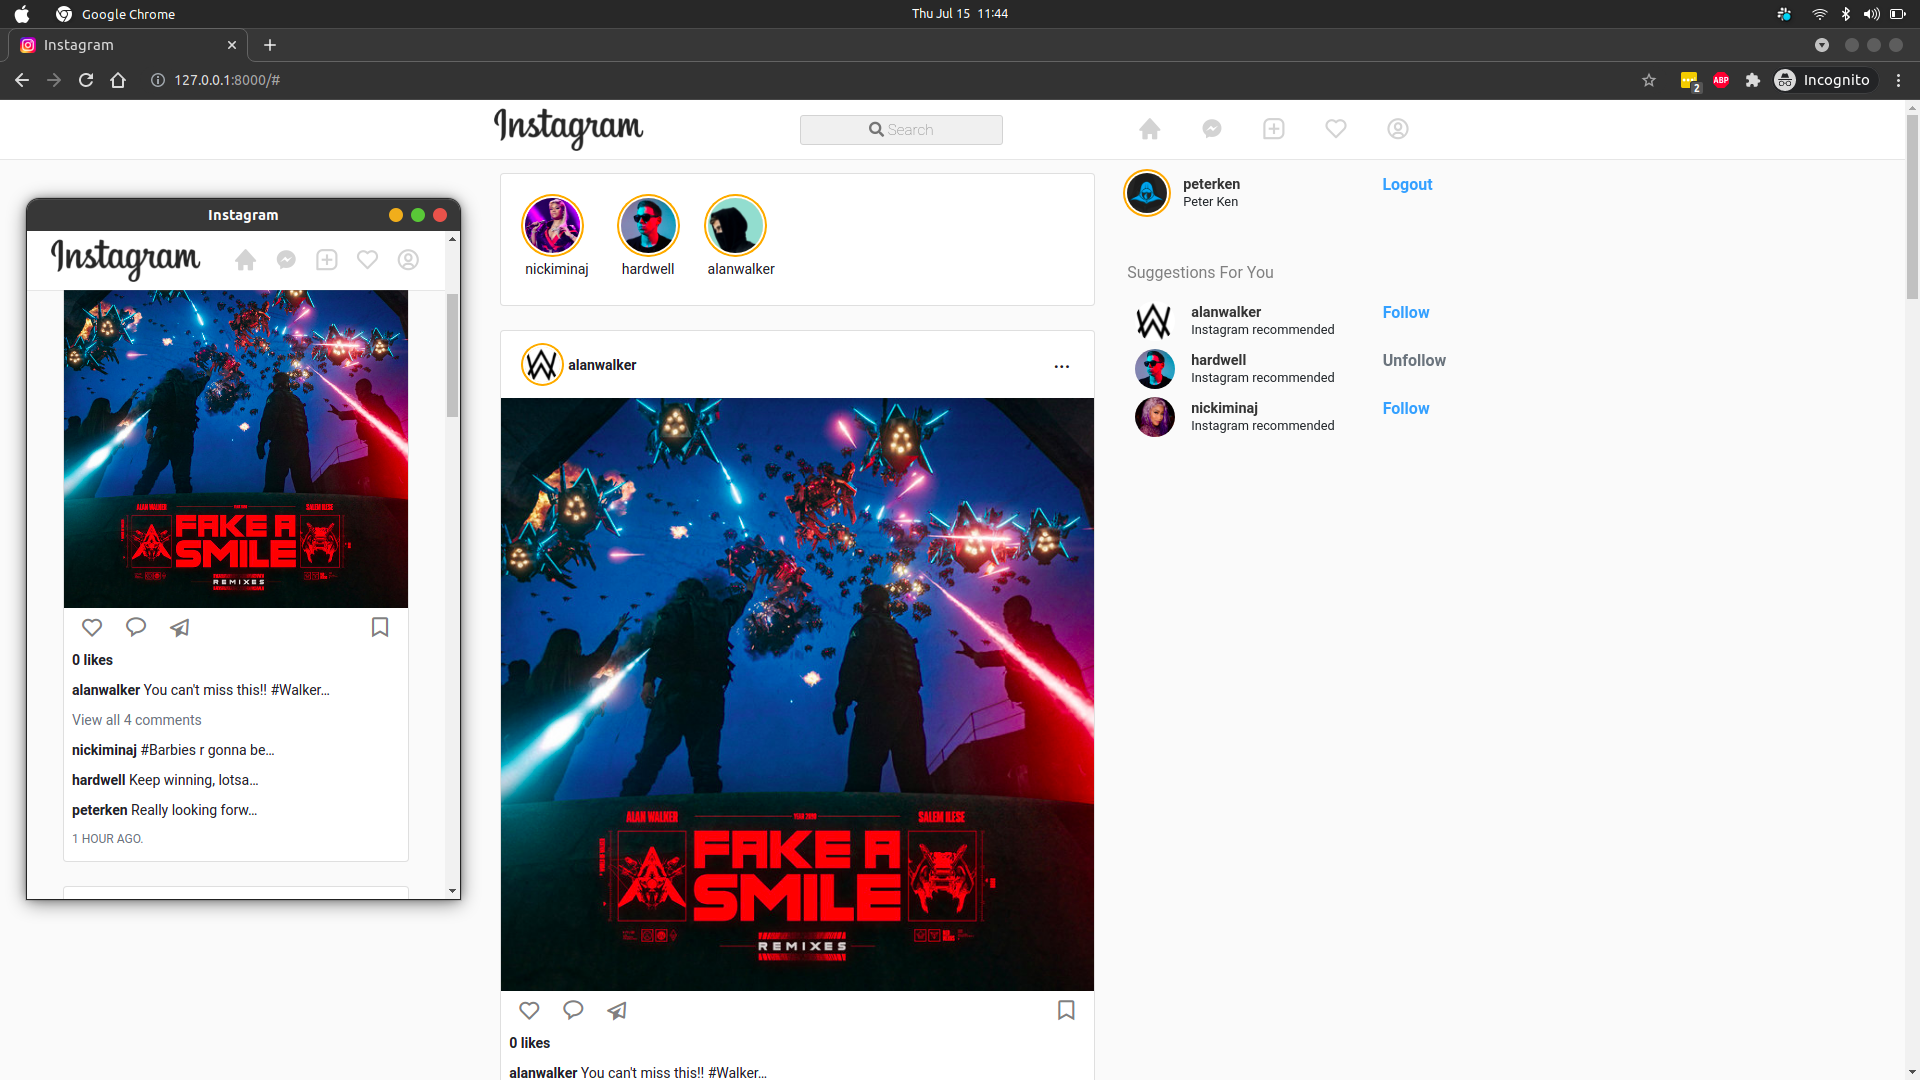 Google Chrome
Thu Jul 15 11:44
Instagram
127.0.0.1:8000/#
2
ABP
Incognito
Instagram
Search
nickiminaj
hardwell
alanwalker
peterken
Peter Ken
Logout
Suggestions For You
alanwalker
Instagram recommended
Follow
hardwell
Instagram recommended
Unfollow
nickiminaj
Instagram recommended
Follow
alanwalker
...
ALAN WALKER
YEAR 2089
SALEM ILESE
FAKE A
SMILE
REMIXES
0 likes
alanwalker You can't miss this!! #Walker...
Instagram
Instagram
ALAN WALKER
SALEM ILESE
FAKE A
SMILE
REMIXES
0 likes
alanwalker You can't miss this!! #Walker...
View all 4 comments
nickiminaj #Barbies r gonna be...
hardwell Keep winning, lotsa...
peterken Really looking forw...
1 HOUR AGO.